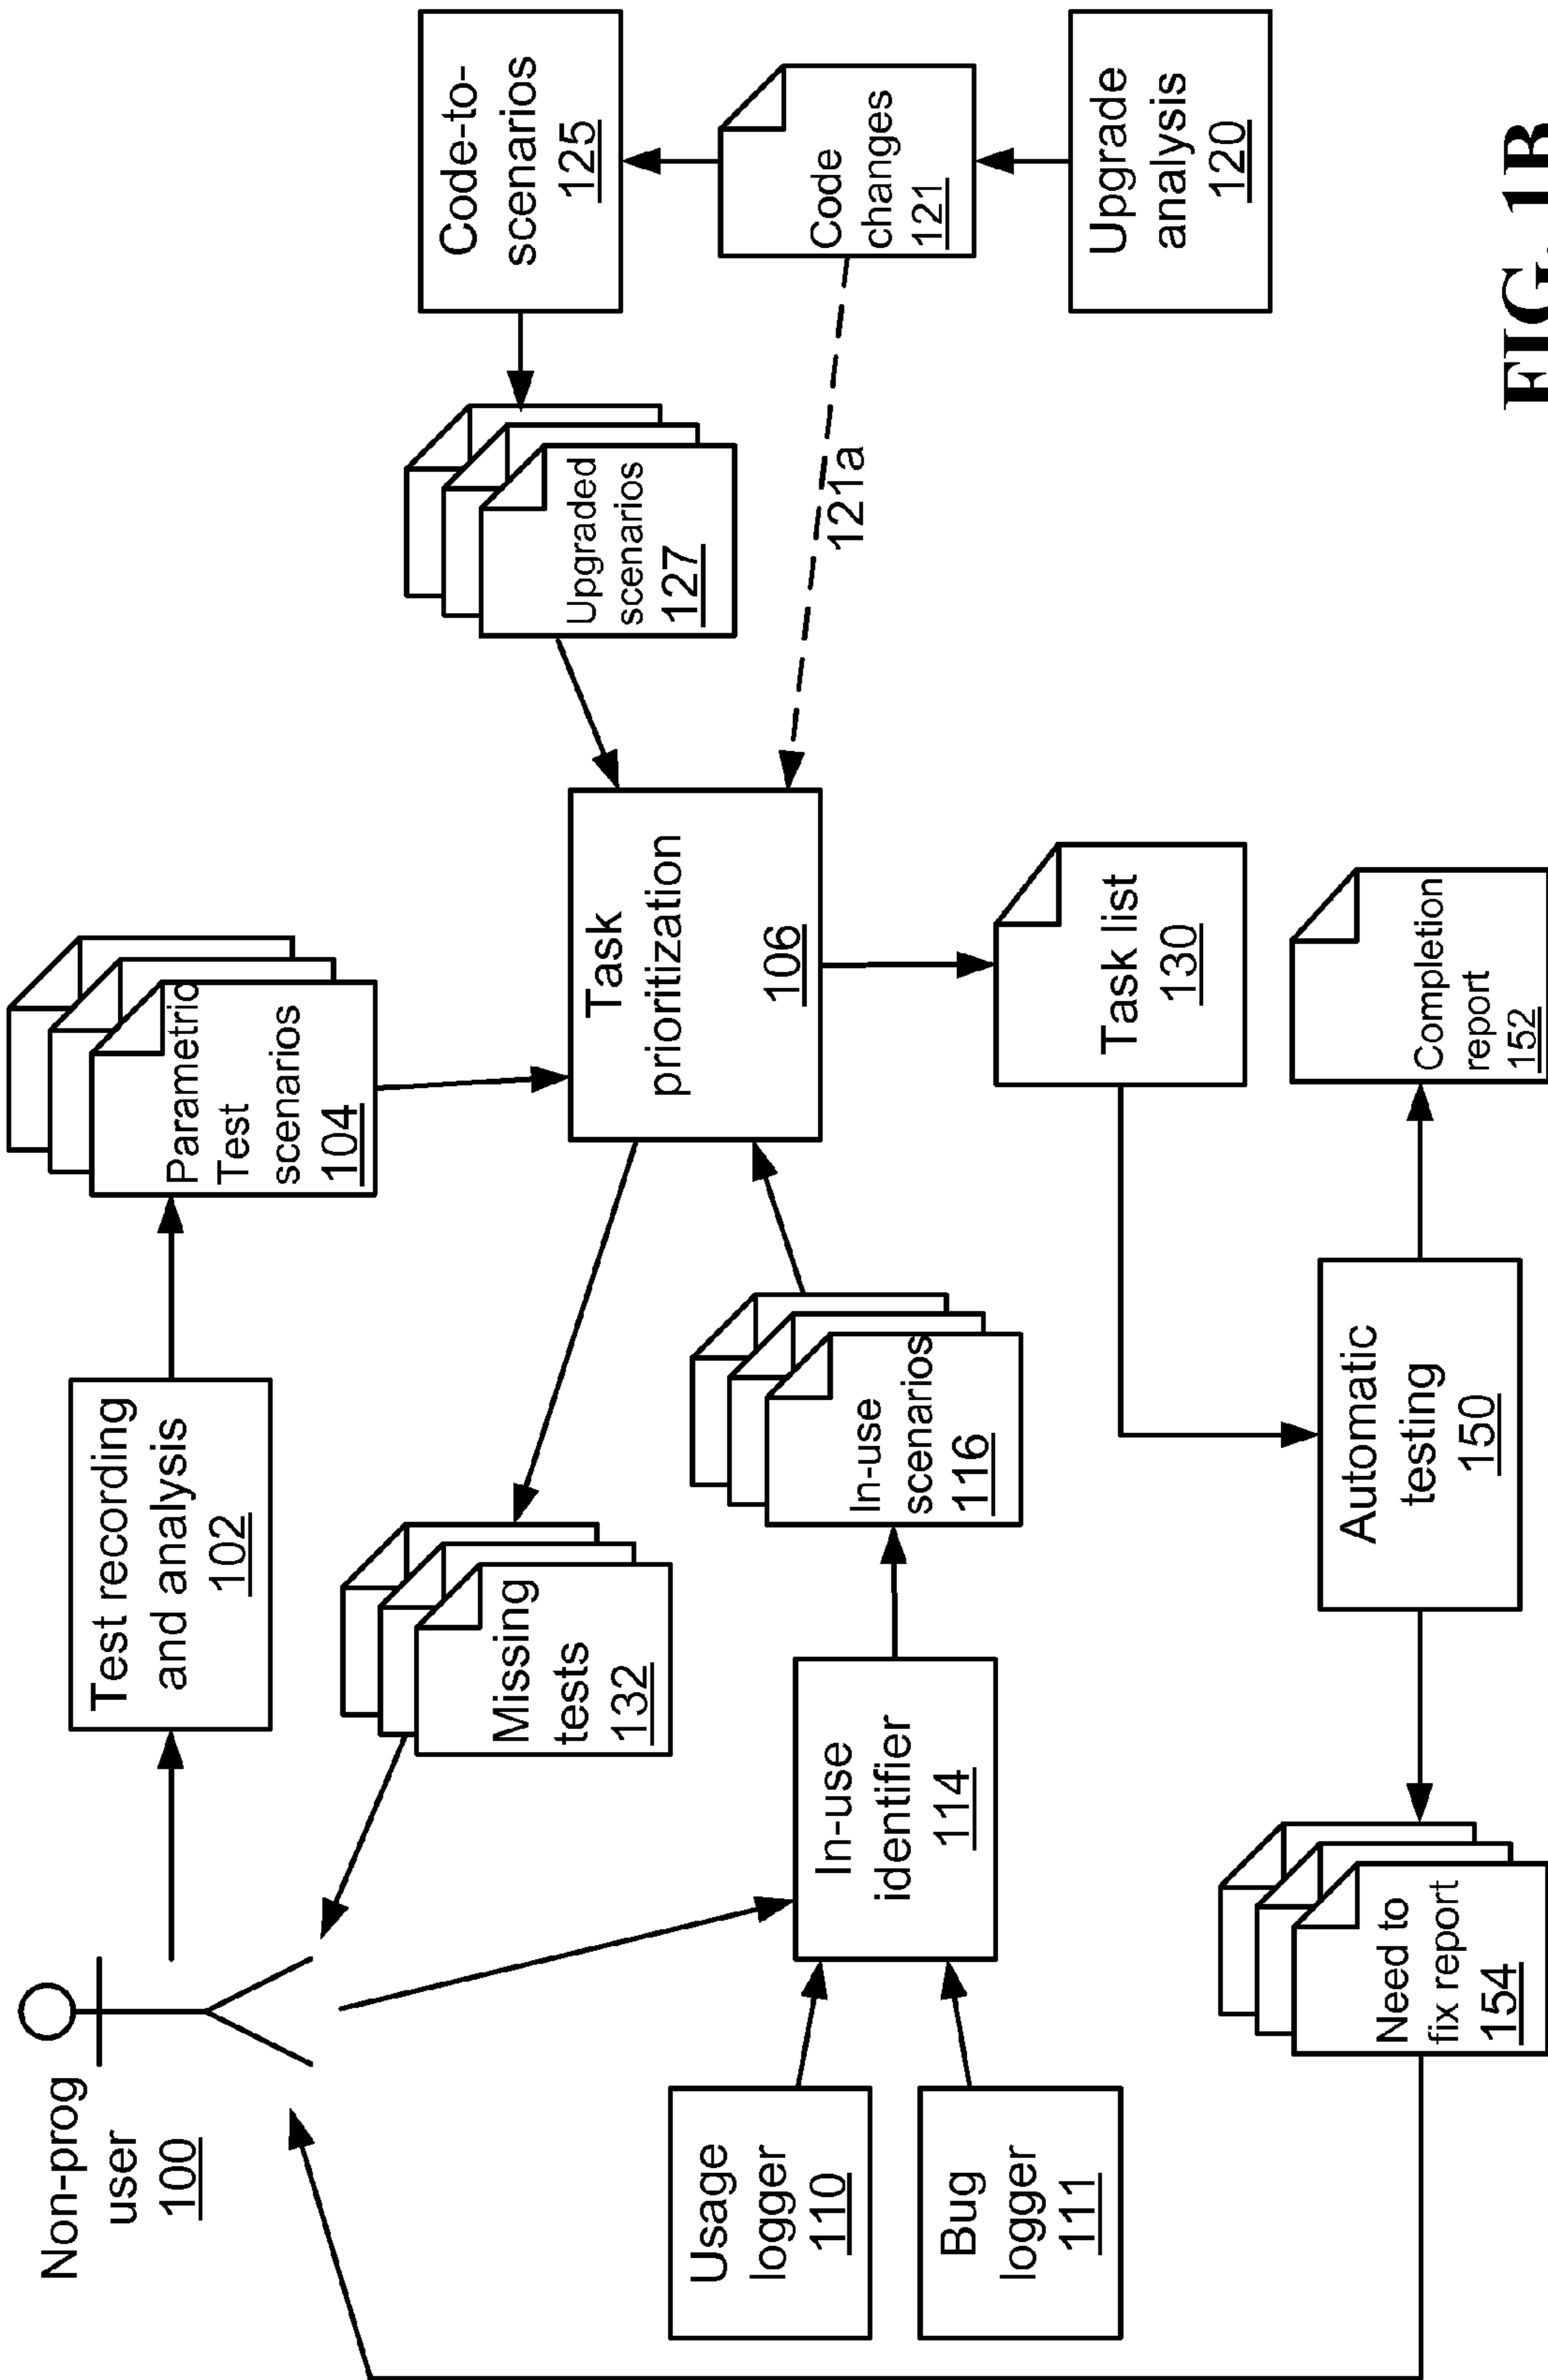 Non-prog
user
100
Test recording
and analysis
102
Parametric
Test
scenarios
104
Code-to-
scenarios
125
Upgraded
scenarios
127
Missing
tests
132
Task
prioritization
106
Code
changes
121
121a
Usage
logger
110
Bug
logger
111
In-use
identifier
114
In-use
scenarios
116
Task list
130
Upgrade
analysis
120
Need to
fix report
154
Automatic
testing
150
Completion
report
152
FIG. 1B